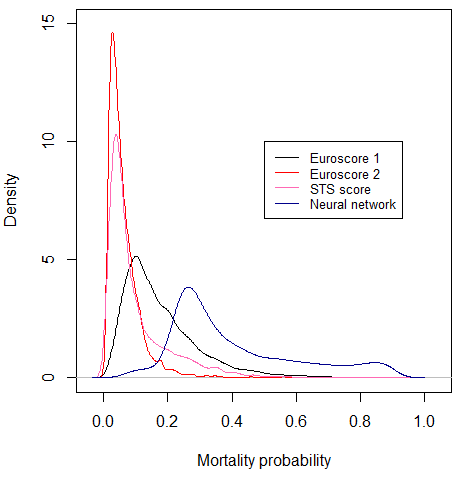 15
10
5
0
Density
Euroscore 1
Euroscore 2
STS score
Neural network
0.0 0.2 0.4 0.6 0.8 1.0
Mortality probability